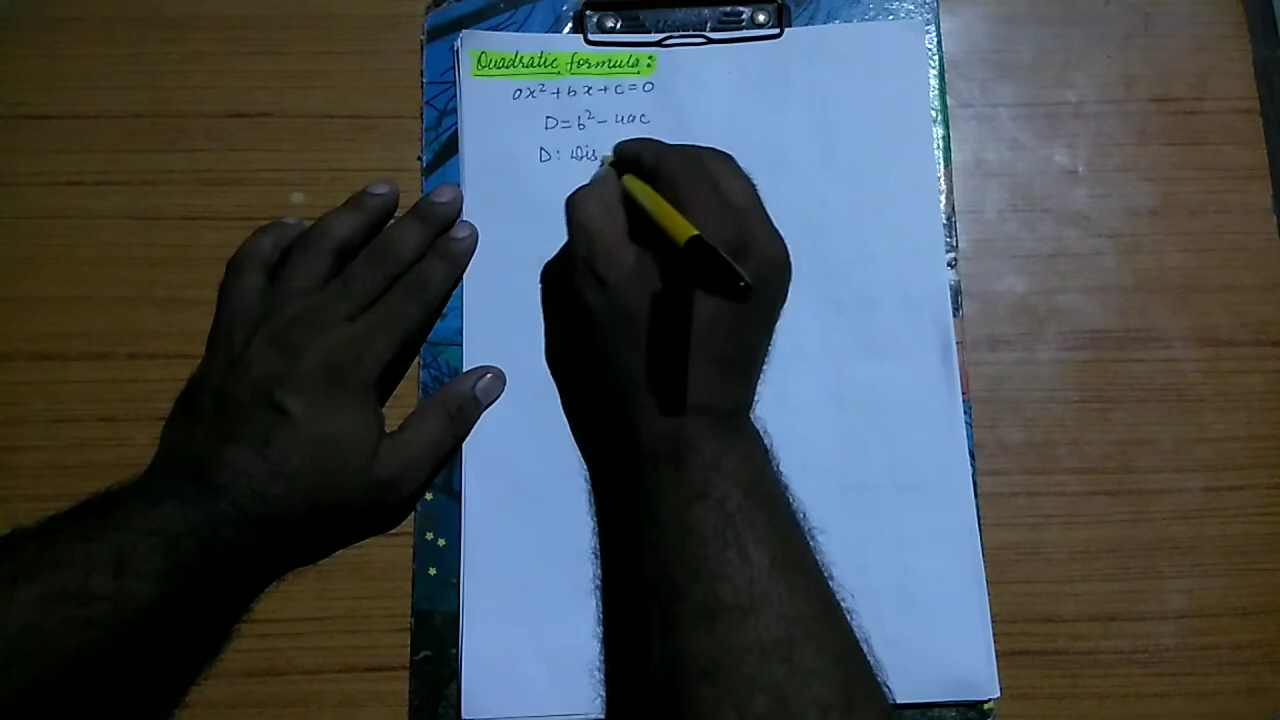 Quadratic formula:
ax²+bx+c=0
D=b²-4ac
D: Dis